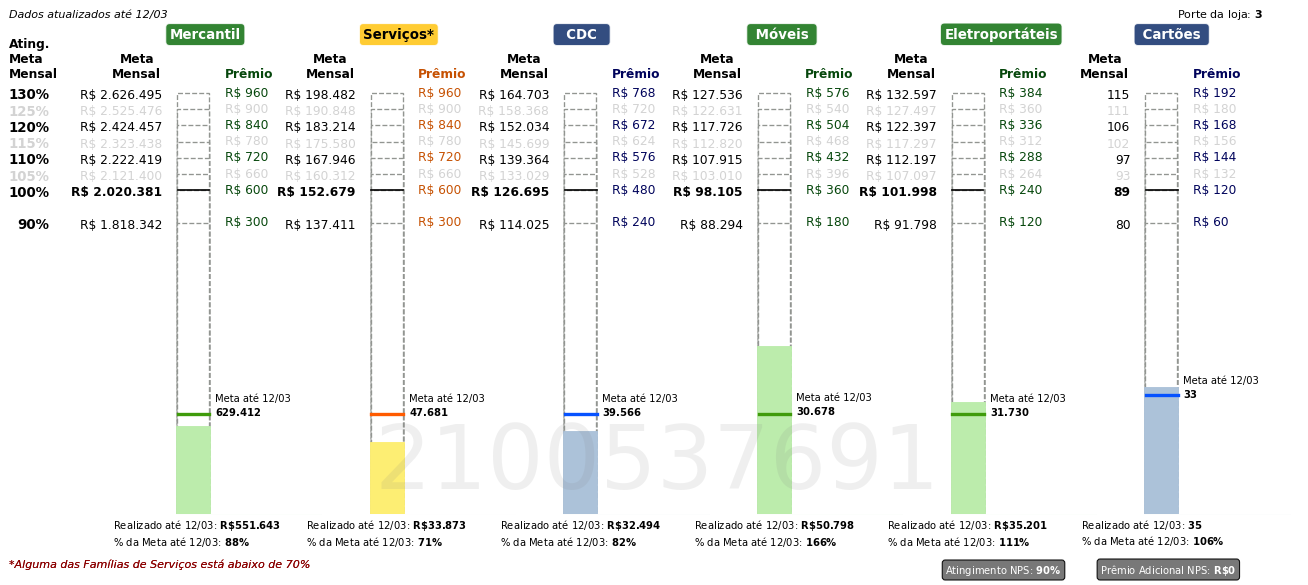 Dados atualizados até 12/03 Porte da loja: 3
Mercantil Serviços* CDC Móveis Eletroportáteis Cartões
Ating. Meta Mensal Meta Mensal Prêmio Meta Mensal Prêmio Meta Mensal Prêmio Meta Mensal Prêmio Meta Mensal Prêmio Meta Mensal Prêmio
130% R$ 2.626.495 R$ 960 R$ 198.482 R$ 960 R$ 164.703 R$ 768 R$ 127.536 R$ 576 R$ 132.597 R$ 384 115 R$ 192
125% R$ 2.525.476 R$ 900 R$ 190.848 R$ 900 R$ 158.368 R$ 720 R$ 122.631 R$ 540 R$ 127.497 R$ 360 111 R$ 180
120% R$ 2.424.457 R$ 840 R$ 183.214 R$ 840 R$ 152.034 R$ 672 R$ 117.726 R$ 504 R$ 122.397 R$ 336 106 R$ 168
115% R$ 2.323.438 R$ 780 R$ 175.580 R$ 780 R$ 145.699 R$ 624 R$ 112.820 R$ 468 R$ 117.297 R$ 312 102 R$ 156
110% R$ 2.222.419 R$ 720 R$ 167.946 R$ 720 R$ 139.364 R$ 576 R$ 107.915 R$ 432 R$ 112.197 R$ 288 97 R$ 144
105% R$ 2.121.400 R$ 660 R$ 160.312 R$ 660 R$ 133.029 R$ 528 R$ 103.010 R$ 396 R$ 107.097 R$ 264 93 R$ 132
100% R$ 2.020.381 R$ 600 R$ 152.679 R$ 600 R$ 126.695 R$ 480 R$ 98.105 R$ 360 R$ 101.998 R$ 240 89 R$ 120
90% R$ 1.818.342 R$ 300 R$ 137.411 R$ 300 R$ 114.025 R$ 240 R$ 88.294 R$ 180 R$ 91.798 R$ 120 80 R$ 60
Meta até 12/03 Meta até 12/03 Meta até 12/03 Meta até 12/03 Meta até 12/03 Meta até 12/03
629.412 47.681 39.566 30.678 31.730 33
2100537691
Realizado até 12/03: R$551.643 Realizado até 12/03: R$33.873 Realizado até 12/03: R$32.494 Realizado até 12/03: R$50.798 Realizado até 12/03: R$35.201 Realizado até 12/03: 35
% da Meta até 12/03: 88% % da Meta até 12/03: 71% % da Meta até 12/03: 82% % da Meta até 12/03: 166% % da Meta até 12/03: 111% % da Meta até 12/03: 106%
*Alguma das Famílias de Serviços está abaixo de 70% Atingimento NPS: 90% Prêmio Adicional NPS: R$0